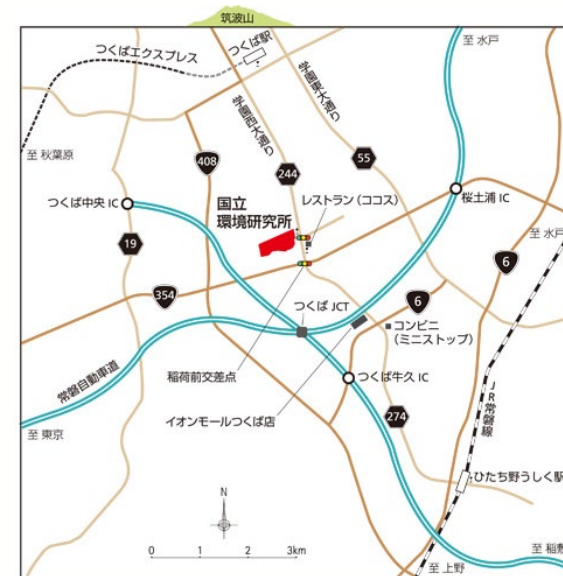 筑波山
つくばエクスプレス
つくば駅
至 水戸
学園東大通り
学園西大通り
至 秋葉原
408
244
55
つくば中央 IC
国立
環境研究所
レストラン（ココス）
桜土浦 IC
19
至 水戸
6
354
つくば JCT
6
コンビニ
（ミニストップ）
稲荷前交差点
常磐自動車道
つくば牛久 IC
イオンモールつくば店
274
JR常磐線
至 東京
ひたち野うしく駅
N
0 1 2 3km
至 上野
至 稲敷